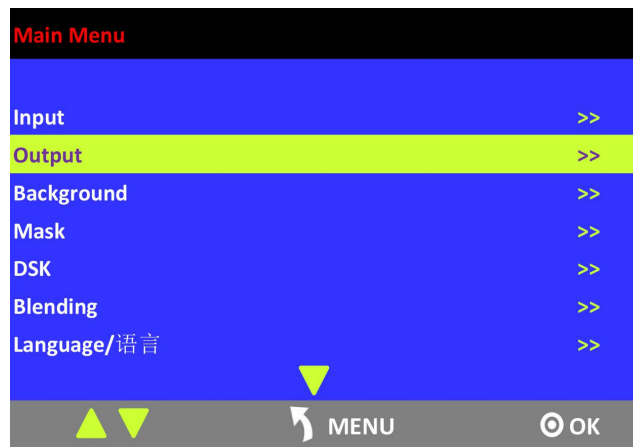 Main Menu
Input >>
Output >>
Background >>
Mask >>
DSK >>
Blending >>
Language/语言 >>
MENU OK